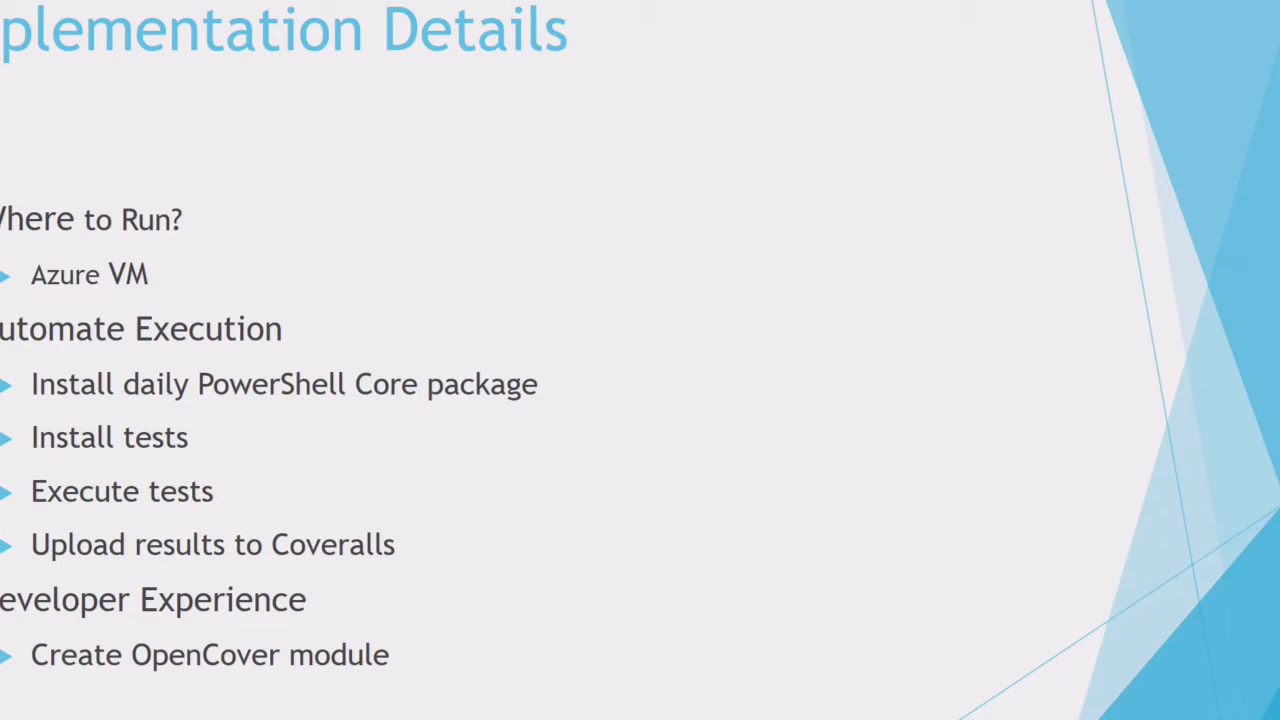 plementation Details
Where to Run?
Azure VM
utomate Execution
Install daily PowerShell Core package
Install tests
Execute tests
Upload results to Coveralls
eveloper Experience
Create OpenCover module